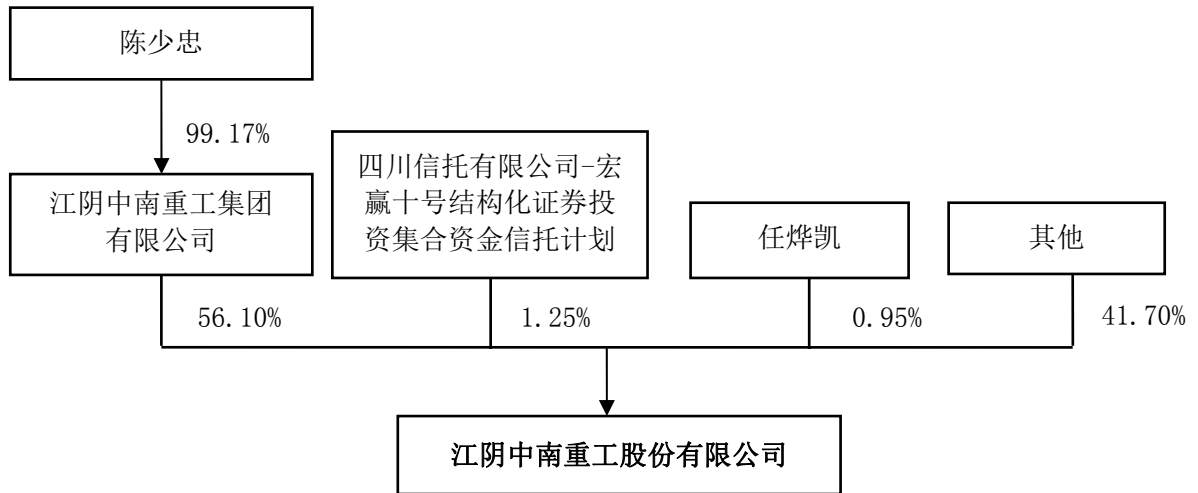 陈少忠
99.17%
江阴中南重工集团
有限公司
四川信托有限公司-宏
赢十号结构化证券投
资集合资金信托计划
任烨凯
其他
56.10%
1.25%
0.95%
41.70%
江阴中南重工股份有限公司